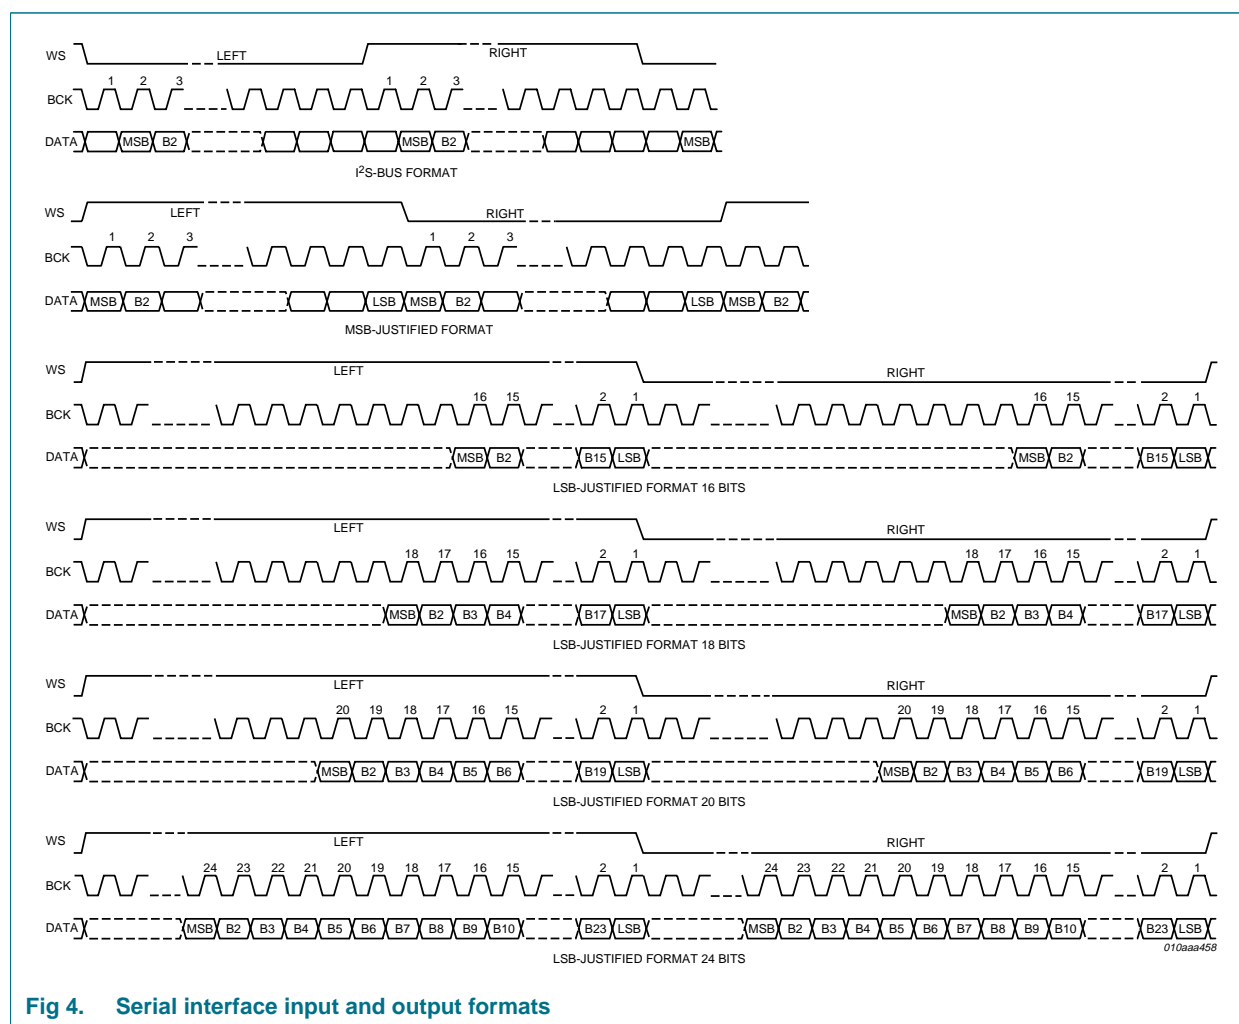 WS LEFT RIGHT
1 2 3 1 2 3
BCK
DATA MSB B2 MSB B2 MSB
I²S-BUS FORMAT
WS LEFT RIGHT
1 2 3 1 2 3
BCK
DATA MSB B2 LSB MSB B2 LSB MSB B2
MSB-JUSTIFIED FORMAT
WS LEFT RIGHT
16 15 2 1 16 15 2 1
BCK
DATA MSB B2 B15 LSB MSB B2 B15 LSB
LSB-JUSTIFIED FORMAT 16 BITS
WS LEFT RIGHT
18 17 16 15 2 1 18 17 16 15 2 1
BCK
DATA MSB B2 B3 B4 B17 LSB MSB B2 B3 B4 B17 LSB
LSB-JUSTIFIED FORMAT 18 BITS
WS LEFT RIGHT
20 19 18 17 16 15 2 1 20 19 18 17 16 15 2 1
BCK
DATA MSB B2 B3 B4 B5 B6 B19 LSB MSB B2 B3 B4 B5 B6 B19 LSB
LSB-JUSTIFIED FORMAT 20 BITS
WS LEFT RIGHT
24 23 22 21 20 19 18 17 16 15 2 1 24 23 22 21 20 19 18 17 16 15 2 1
BCK
DATA MSB B2 B3 B4 B5 B6 B7 B8 B9 B10 B23 LSB MSB B2 B3 B4 B5 B6 B7 B8 B9 B10 B23 LSB
010aaa458
LSB-JUSTIFIED FORMAT 24 BITS
Fig 4. Serial interface input and output formats